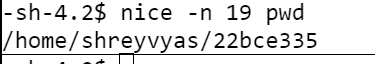 -sh-4.2$ nice -n 19 pwd
/home/shreyvyas/22bce335